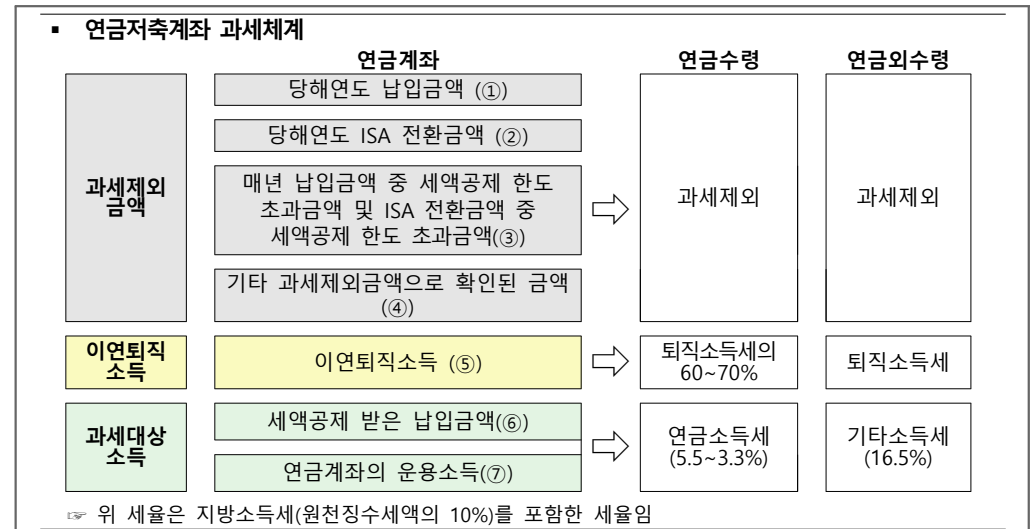 ▪ 연금저축계좌 과세체계
연금계좌 연금수령 연금외수령
과세제외
금액
당해연도 납입금액 (①)
당해연도 ISA 전환금액 (②)
매년 납입금액 중 세액공제 한도
초과금액 및 ISA 전환금액 중
세액공제 한도 초과금액(③)
기타 과세제외금액으로 확인된 금액
(④)
과세제외
과세제외
이연퇴직
소득
이연퇴직소득 (⑤)
퇴직소득세의
60~70%
퇴직소득세
과세대상
소득
세액공제 받은 납입금액(⑥)
연금계좌의 운용소득(⑦)
연금소득세
(5.5~3.3%)
기타소득세
(16.5%)
☞ 위 세율은 지방소득세(원천징수세액의 10%)를 포함한 세율임